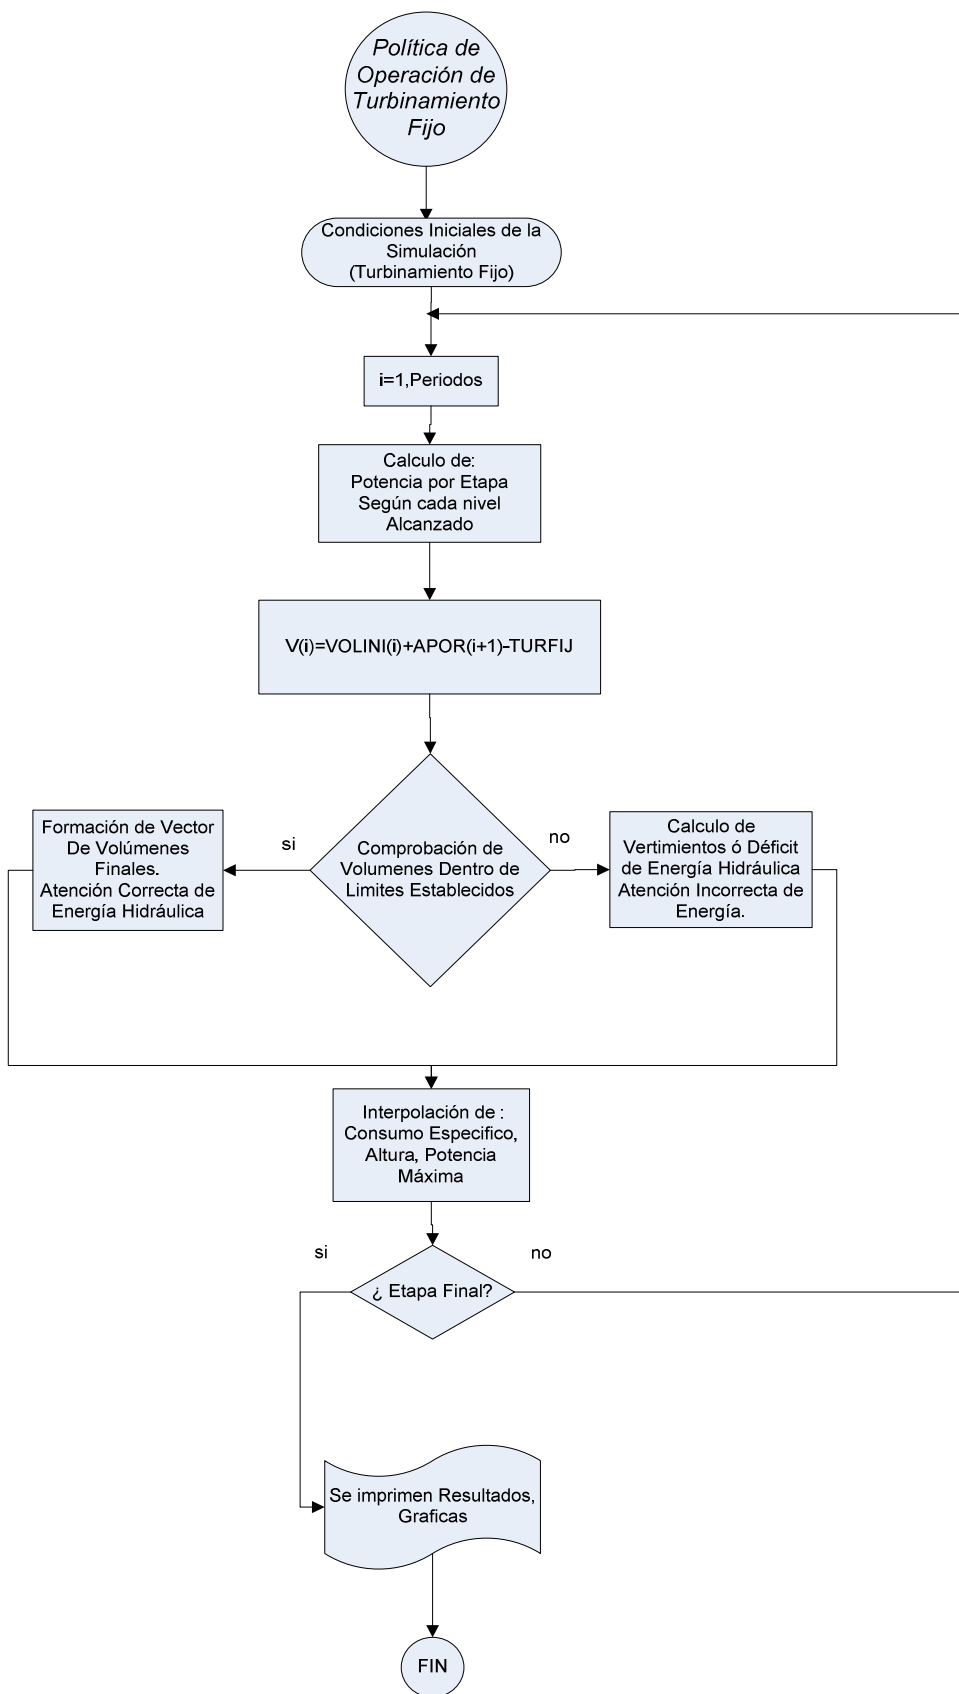 Política de
Operación de
Turbinamiento
Fijo
Condiciones Iniciales de la
Simulación
(Turbinamiento Fijo)
i=1,Periodos
Calculo de:
Potencia por Etapa
Según cada nivel
Alcanzado
V(i)=VOLINI(i)+APOR(i+1)-TURFIJ
si
no
Formación de Vector
De Volúmenes
Finales.
Atención Correcta de
Energía Hidráulica
Comprobación de
Volumenes Dentro de
Limites Establecidos
Calculo de
Vertimientos ó Déficit
de Energía Hidráulica
Atención Incorrecta de
Energía.
Interpolación de :
Consumo Especifico,
Altura, Potencia
Máxima
si
no
¿ Etapa Final?
Se imprimen Resultados,
Graficas
FIN